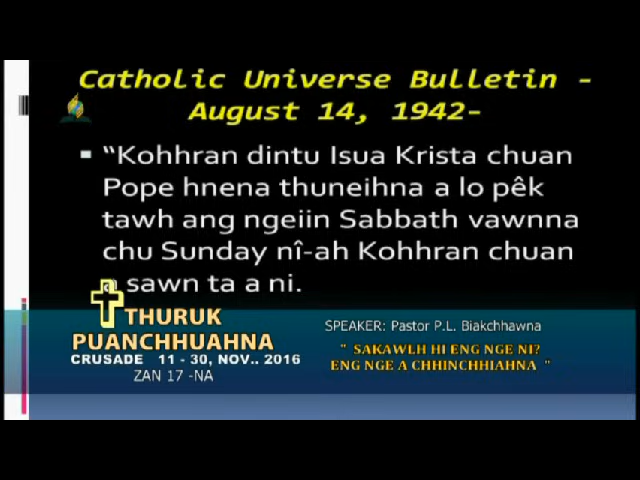 Catholic Universe Bulletin -
August 14, 1942-
“Kohhran dintu Isua Krista chuan
Pope hnena thuneihna a lo pêk
tawh ang ngeiin Sabbath vawnna
chu Sunday nî-ah Kohhran chuan
a sawn ta a ni.
THURUK
PUANCHHUAHNA
CRUSADE 11 - 30, NOV.. 2016
ZAN 17 -NA
SPEAKER: Pastor P.L. Biakchhawna
" SAKAWLH HI ENG NGE NI?
ENG NGE A CHHINCHHIAHNA "